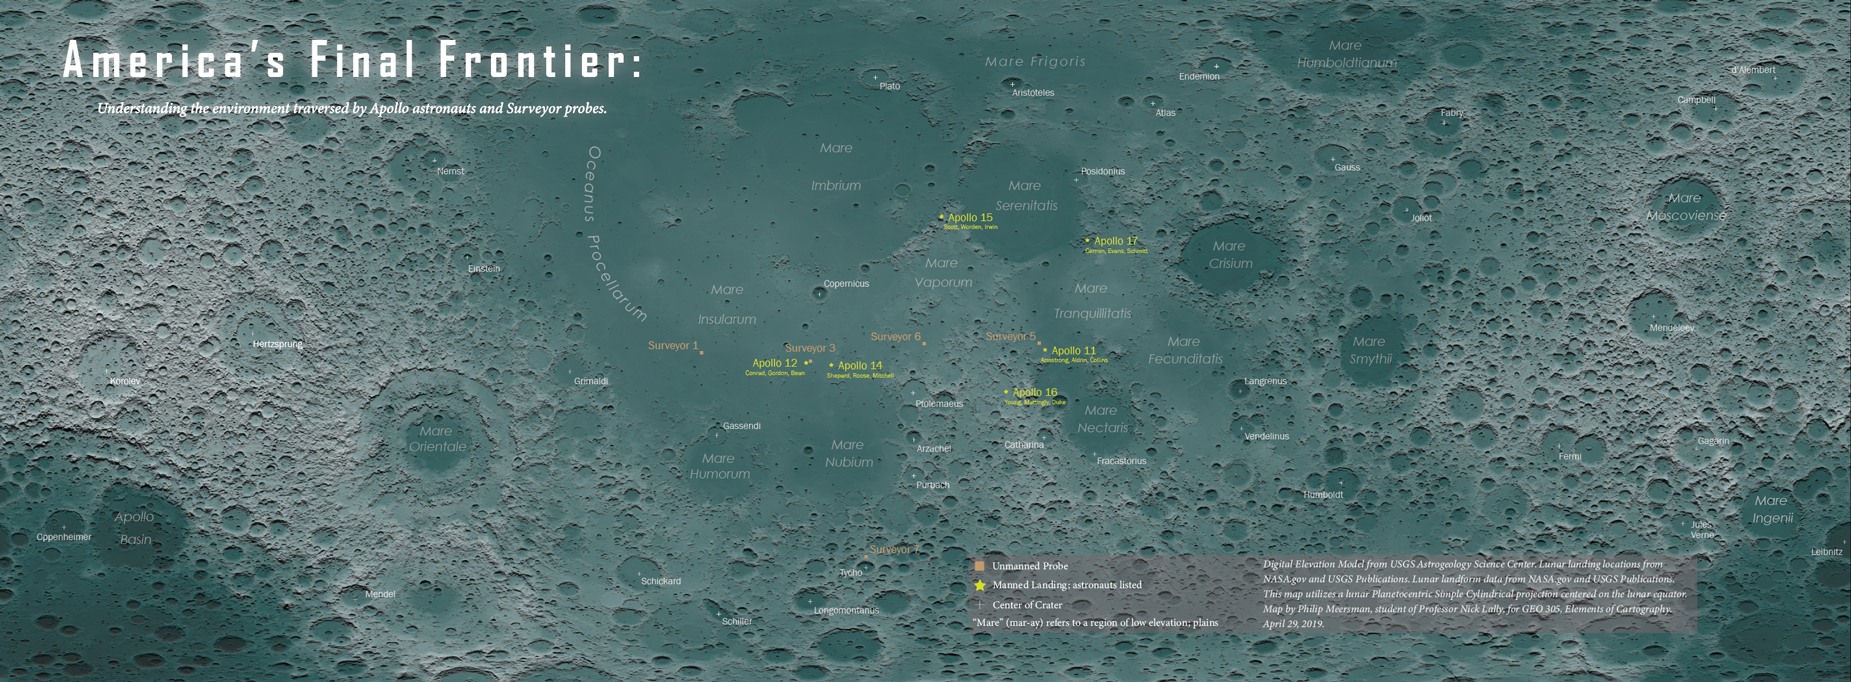 America's Final Frontier:
Understanding the environment traversed by Apollo astronauts and Surveyor probes.
Mare
Humboldtianum
Mare Frigoris
d'Alembert
Endemion
Plato
Aristoteles
Campbell
Atlas
Fabry
Mare
Imbrium
Oceanus Procellarum
Nernst
Posidonius
Gauss
Mare
Serenitatis
Mare
Moscoviense
Apollo 15
Scott, Worden, Irwin
Joliot
Apollo 17
Cernan, Evans, Schmitt
Mare
Crisium
Einstein
Mare
Vaporum
Copernicus
Mare
Insularum
Mare
Tranquillitatis
Mendeleev
Hertzsprung
Surveyor 1
Surveyor 3
Surveyor 6
Surveyor 5
Apollo 11
Armstrong, Aldrin, Collins
Mare
Fecunditatis
Mare
Smythii
Apollo 12
Conrad, Gordon, Bean
Apollo 14
Shepard, Roose, Mitchell
Korolev
Grimaldi
Langrenus
Apollo 16
Young, Mattingly, Duke
Ptolemaeus
Mare
Nectaris
Gassendi
Mare
Orientale
Vendelinus
Catharina
Arzachel
Mare
Nubium
Gagarin
Fermi
Fracastorius
Mare
Humorum
Purbach
Humboldt
Mare
Ingenii
Apollo
Basin
Oppenheimer
Jules
Verne
Leibnitz
Surveyor 7
Tycho
Schickard
Mendel
Longomontanus
Schiller
Unmanned Probe
Manned Landing; astronauts listed
Center of Crater
"Mare" (mar-ay) refers to a region of low elevation; plains
Digital Elevation Model from USGS Astrogeology Science Center. Lunar landing locations from
NASA.gov and USGS Publications. Lunar landform data from NASA.gov and USGS Publications.
This map utilizes a lunar Planetocentric Simple Cylindrical projection centered on the lunar equator.
Map by Philip Meersman, student of Professor Nick Lally, for GEO 305, Elements of Cartography.
April 29, 2019.